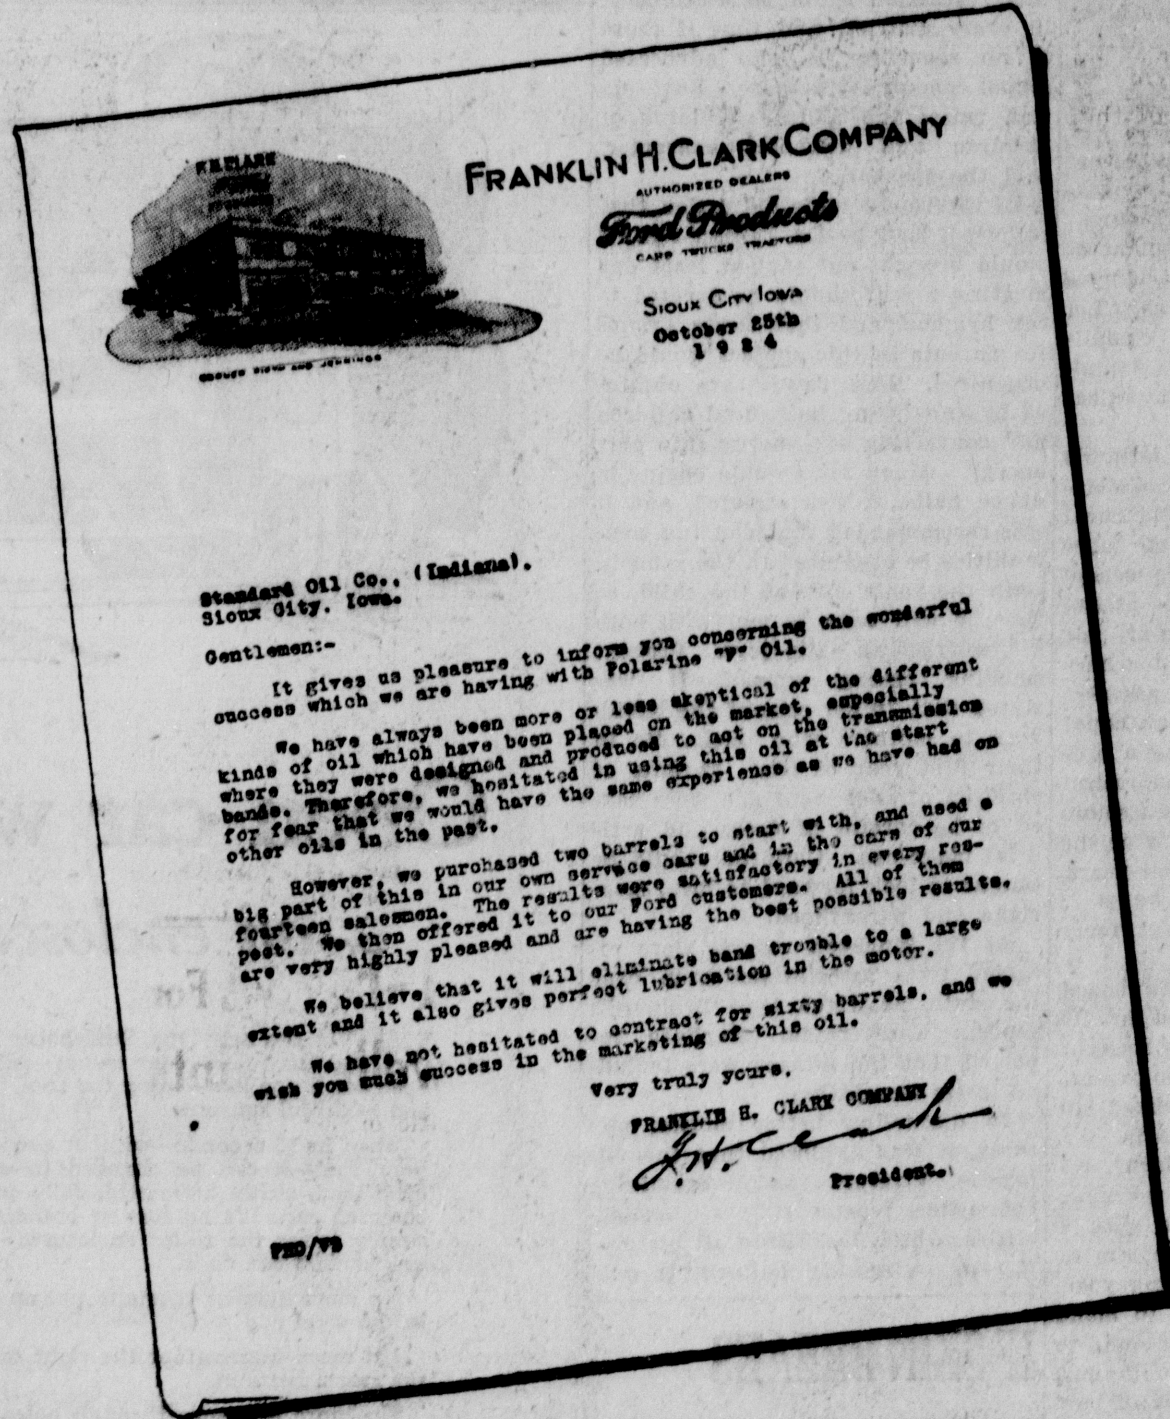 F.H. CLARK
FRANKLIN H. CLARK COMPANY
AUTHORIZED DEALERS
Ford Products
CARS TRUCKS TRACTORS
SIOUX CITY IOWA
October 25th
1924
AND JENNINGS
Standard Oil Co., (Indiana).
Sioux City, Iowa.
Gentlemen:-
It gives us pleasure to inform you concerning the wonderful
success which we are having with Polarine "F" Oil.
We have always been more or less skeptical of the different
kinds of oil which have been placed on the market, especially
where they were designed and produced to act on the transmission
bands. Therefore, we hesitated in using this oil at the start
for fear that we would have the same experience as we have had on
other oils in the past.
However, we purchased two barrels to start with, and used a
big part of this in our own service cars and in the cars of our
fourteen salesmen. The results were satisfactory in every res-
pect. We then offered it to our Ford customers. All of them
are very highly pleased and are having the best possible results.
We believe that it will eliminate band trouble to a large
extent and it also gives perfect lubrication in the motor.
We have not hesitated to contract for sixty barrels, and we
wish you much success in the marketing of this oil.
Very truly yours,
FRANKLIN H. CLARK COMPANY
F.H. Clark
President.